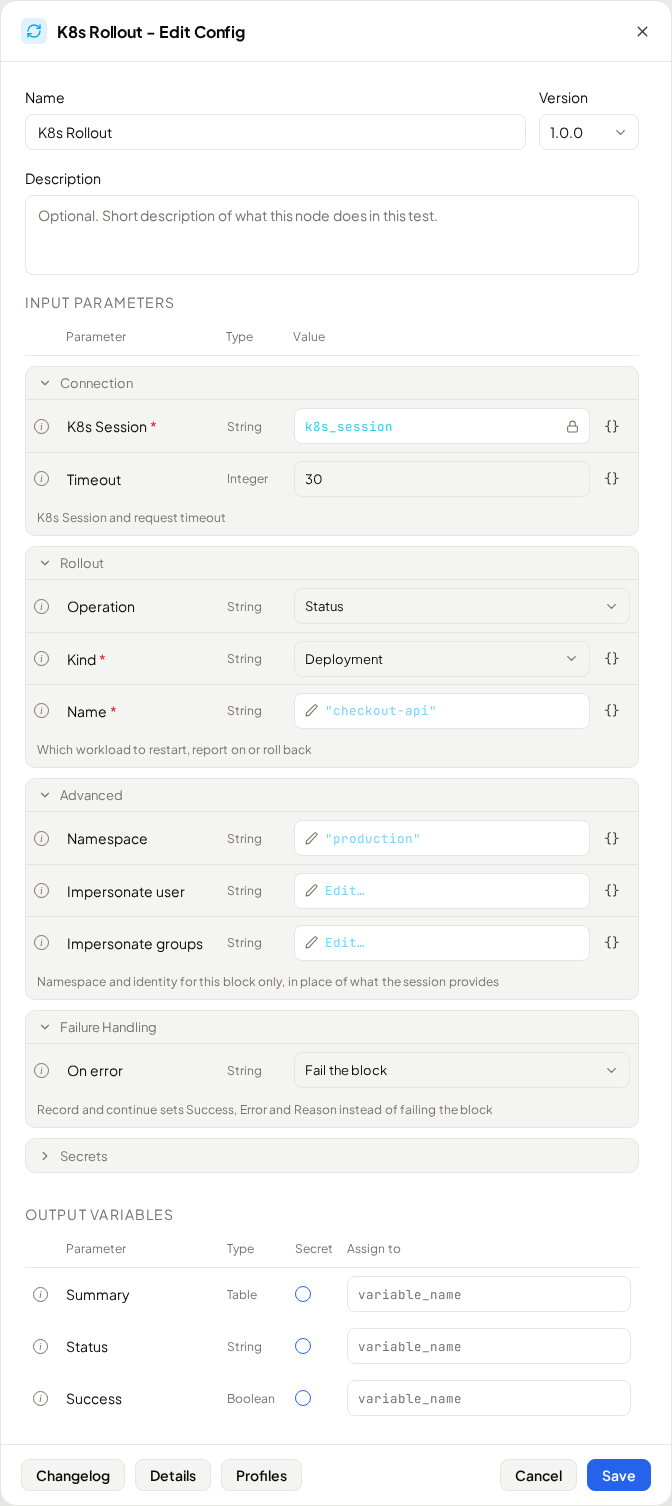 K8s Rollout - Edit Config
Name
Version
K8s Rollout
1.0.0
Description
Optional. Short description of what this node does in this test.
INPUT PARAMETERS
Parameter Type Value
Connection
K8s Session * String k8s_session {}
Timeout Integer 30 {}
K8s Session and request timeout
Rollout
Operation String Status
Kind * String Deployment {}
Name * String "checkout-api" {}
Which workload to restart, report on or roll back
Advanced
Namespace String "production" {}
Impersonate user String Edit… {}
Impersonate groups String Edit… {}
Namespace and identity for this block only, in place of what the session provides
Failure Handling
On error String Fail the block
Record and continue sets Success, Error and Reason instead of failing the block
Secrets
OUTPUT VARIABLES
Parameter Type Secret Assign to
Summary Table variable_name
Status String variable_name
Success Boolean variable_name
Changelog Details Profiles Cancel Save